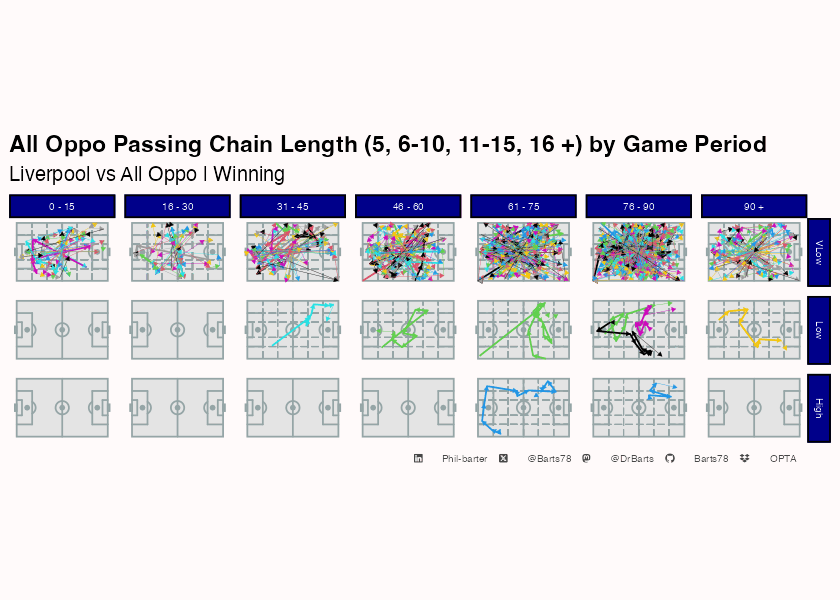 All Oppo Passing Chain Length (5, 6-10, 11-15, 16 +) by Game Period
Liverpool vs All Oppo | Winning
0 - 15 16 - 30 31 - 45 46 - 60 61 - 75 76 - 90 90 +
VLow
Low
High
Phil-barter @Barts78 @DrBarts Barts78 OPTA